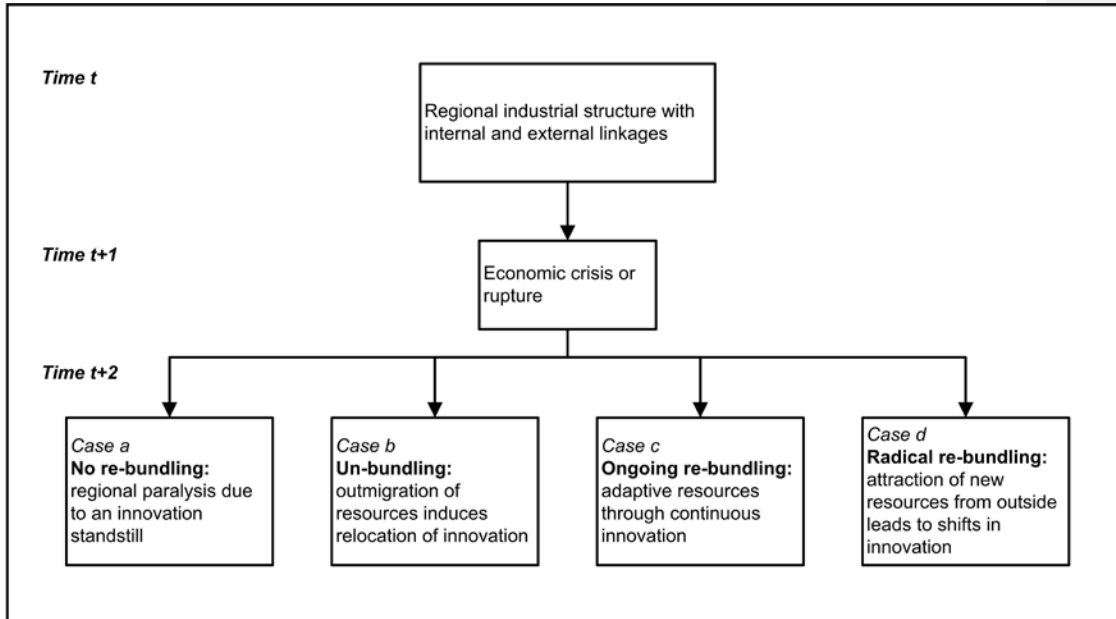 Time t
Regional industrial structure with
internal and external linkages
Time t+1
Economic crisis or
rupture
Time t+2
Case a
No re-bundling:
regional paralysis due
to an innovation
standstill
Case b
Un-bundling:
outmigration of
resources induces
relocation of innovation
Case c
Ongoing re-bundling:
adaptive resources
through continuous
innovation
Case d
Radical re-bundling:
attraction of new
resources from outside
leads to shifts in
innovation